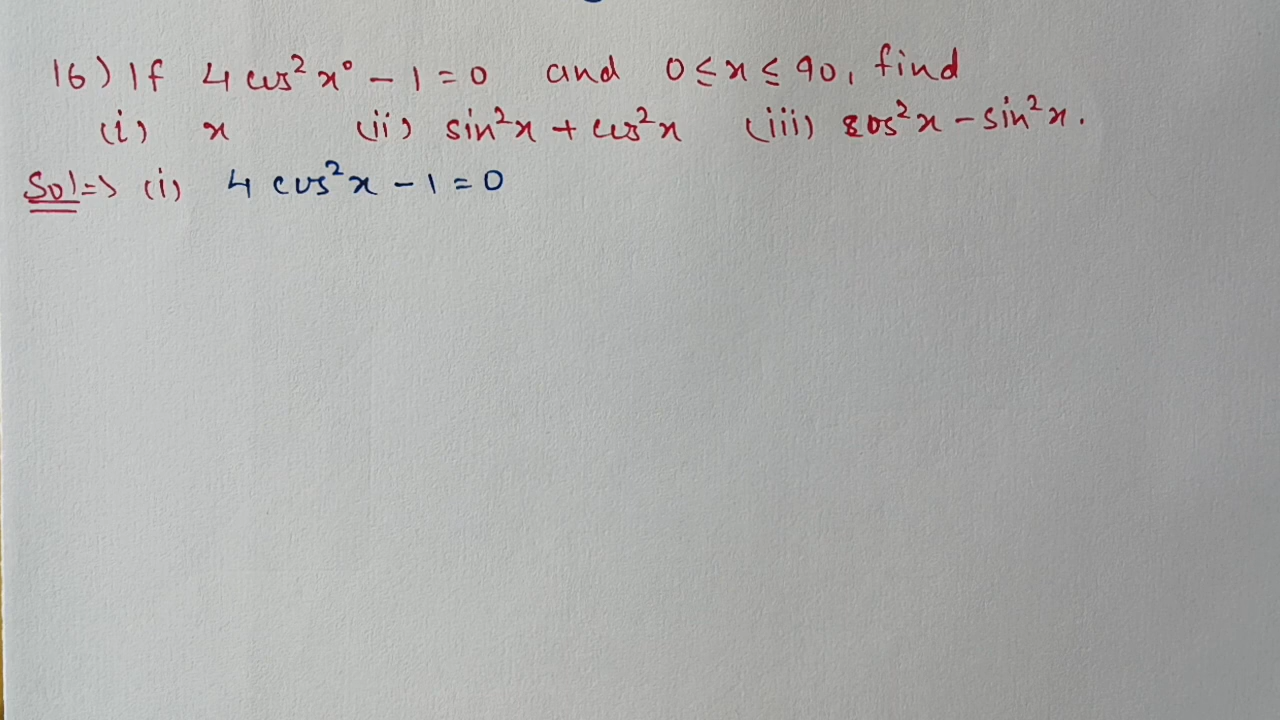 16) If 4 cos² x° - 1 = 0 and 0 ≤ x ≤ 90, find
(i) x (ii) sin²x + cos²x (iii) cos²x - sin²x.
Sol => (i) 4 cos²x - 1 = 0